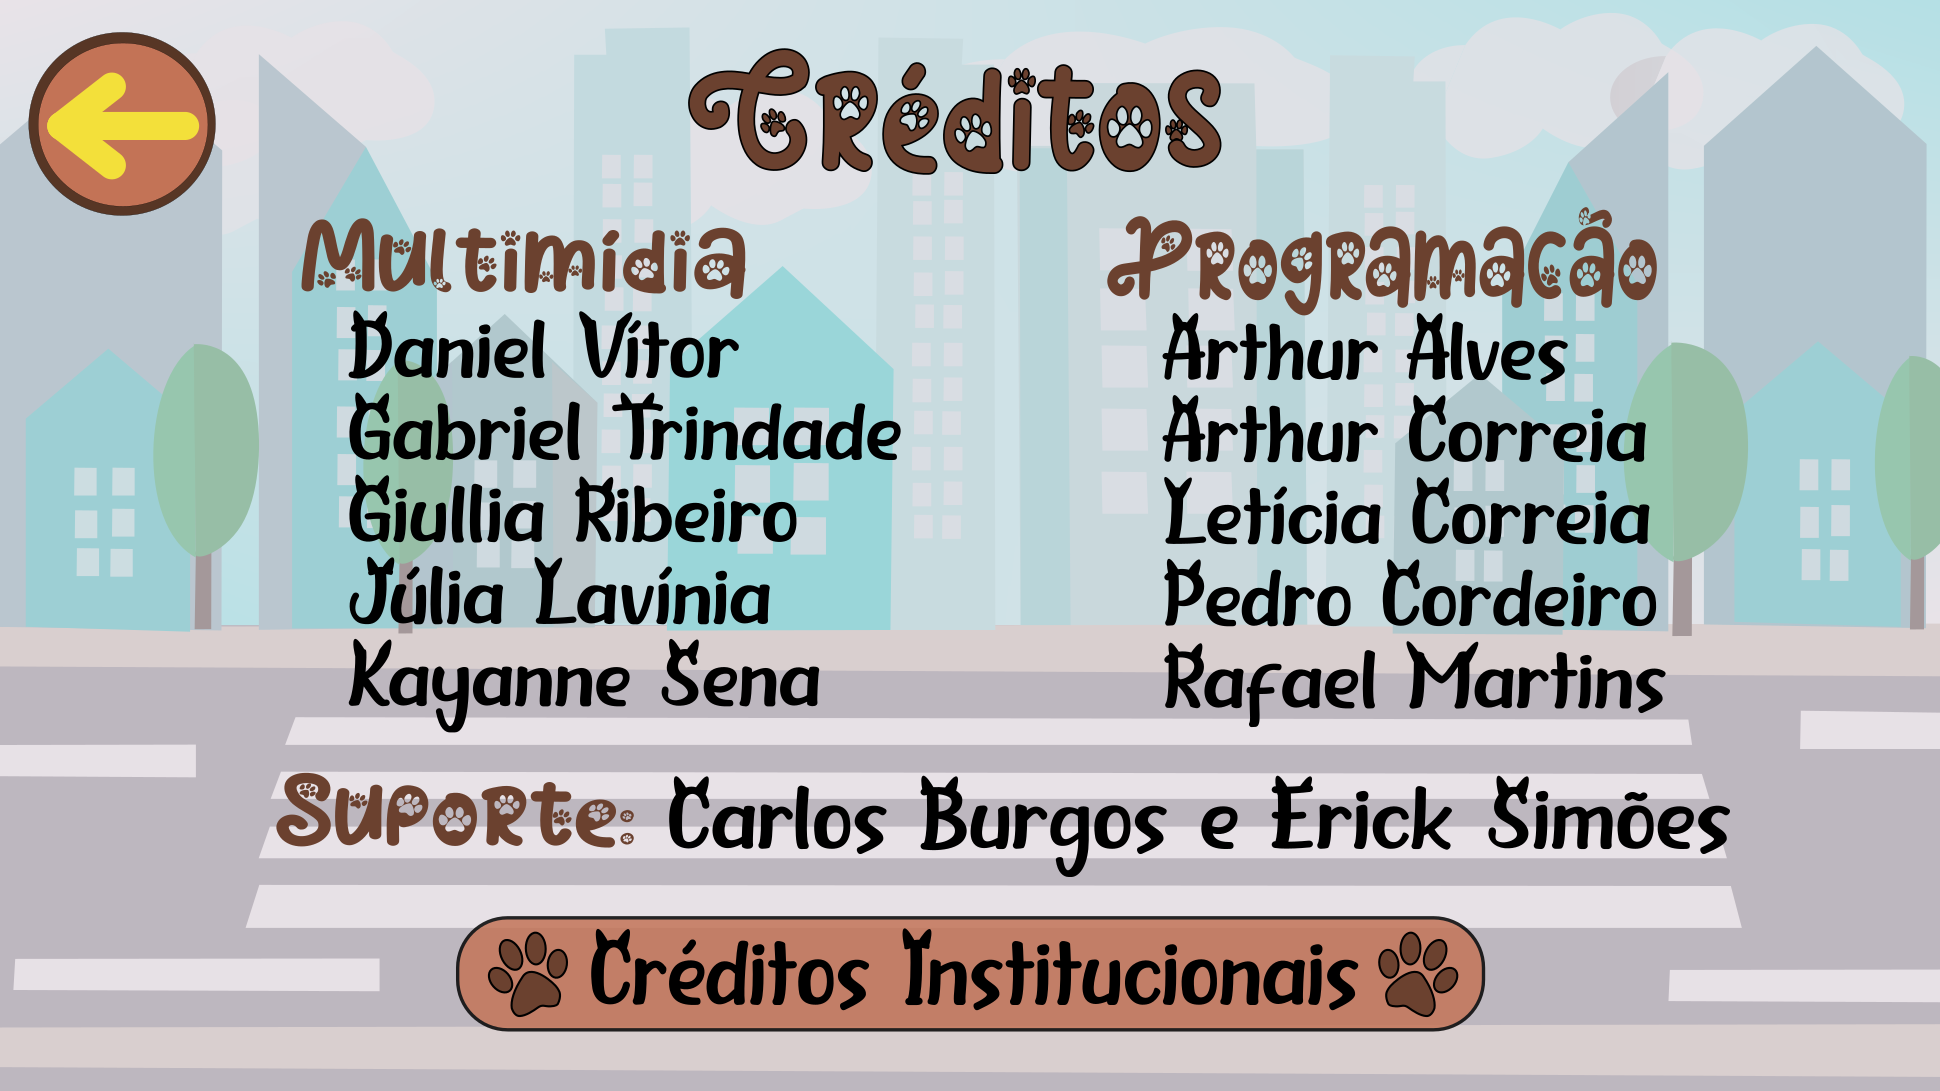 Créditos
Multimídia
Daniel Vítor
Gabriel Trindade
Giullia Ribeiro
Júlia Lavínia
Kayanne Sena
Programação
Arthur Alves
Arthur Correia
Letícia Correia
Pedro Cordeiro
Rafael Martins
Suporte: Carlos Burgos e Erick Simões
Créditos Institucionais